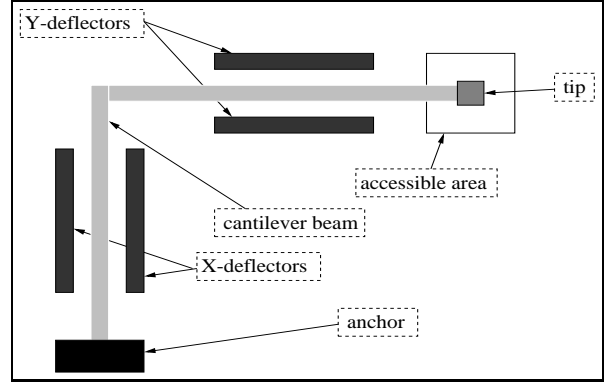 Y-deflectors
tip
accessible area
cantilever beam
X-deflectors
anchor